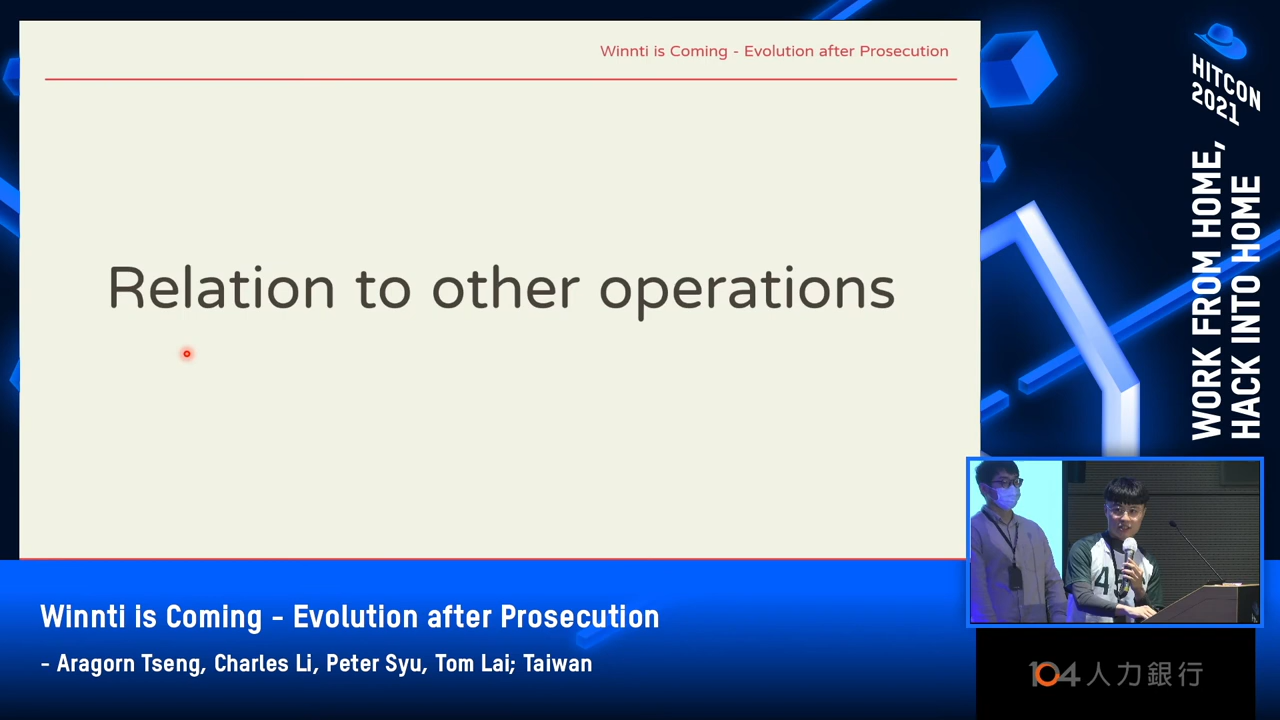 Winnti is Coming - Evolution after Prosecution
Relation to other operations
HITCON
2021
WORK FROM HOME,
HACK INTO HOME
4
Winnti is Coming - Evolution after Prosecution
- Aragorn Tseng, Charles Li, Peter Syu, Tom Lai; Taiwan
104 人力銀行